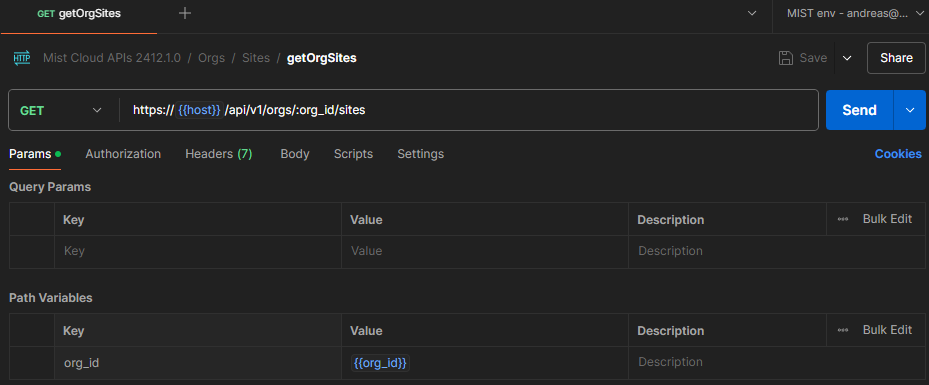 GET getOrgSites
MIST env - andreas@...
HTTP Mist Cloud APIs 2412.1.0 / Orgs / Sites / getOrgSites
Save
Share
GET
https:// {{host}} /api/v1/orgs/:org_id/sites
Send
Params Authorization Headers (7) Body Scripts Settings Cookies
Query Params
Key Value Description Bulk Edit
Key Value Description
Path Variables
Key Value Description Bulk Edit
org_id {{org_id}} Description